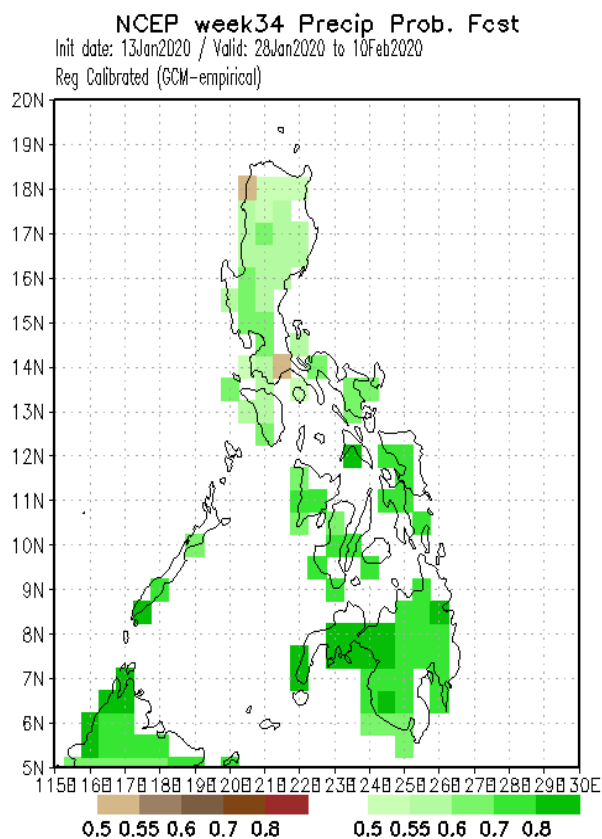 NCEP week34 Precip Prob. Fcst
Init date: 13Jan2020 / Valid: 28Jan2020 to 10Feb2020
Reg Calibrated (GCM-empirical)
20N
19N
18N
17N
16N
15N
14N
13N
12N
11N
10N
9N
8N
7N
6N
5N
115E 116E 117E 118E 119E 120E 121E 122E 123E 124E 125E 126E 127E 128E 129E 130E
0.5 0.55 0.6 0.7 0.8 0.5 0.55 0.6 0.7 0.8